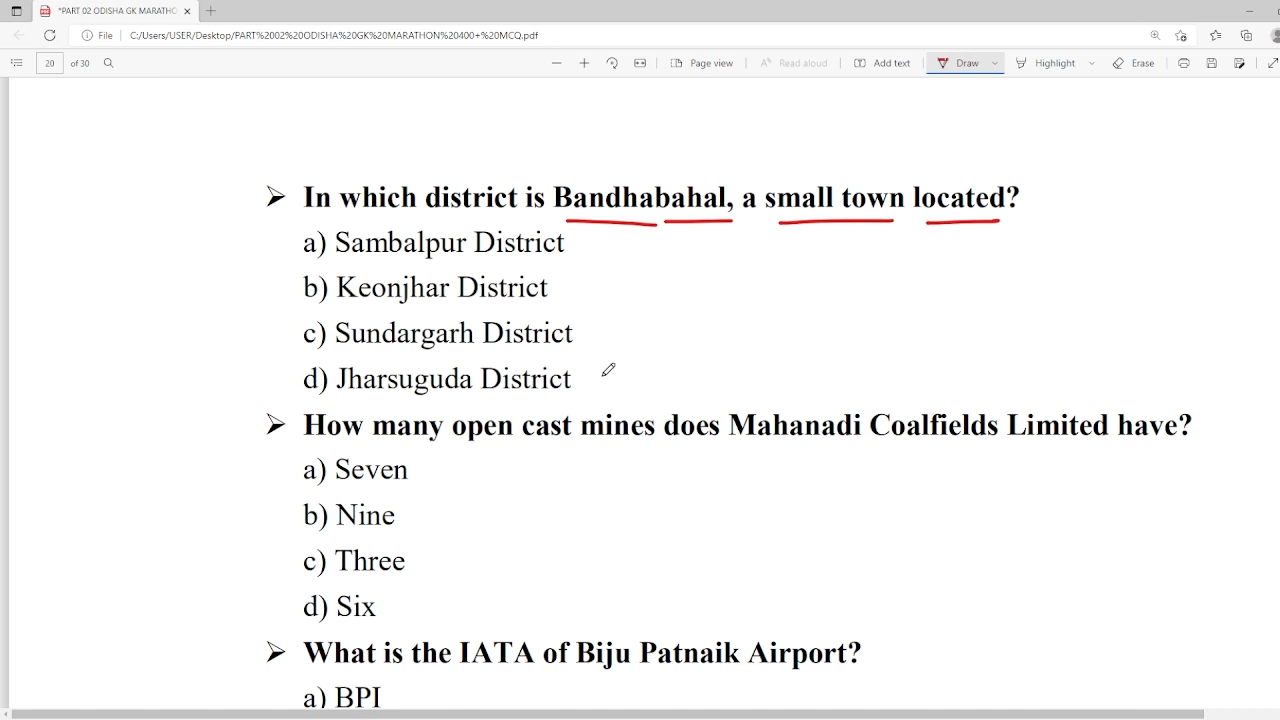 *PART 02 ODISHA GK MARATHO
File C:/Users/USER/Desktop/PART%2002%20ODISHA%20GK%20MARATHON%20400+%20MCQ.pdf
20 of 30 Page view Read aloud Add text Draw Highlight Erase
➢ In which district is Bandhabahal, a small town located?
a) Sambalpur District
b) Keonjhar District
c) Sundargarh District
d) Jharsuguda District
➢ How many open cast mines does Mahanadi Coalfields Limited have?
a) Seven
b) Nine
c) Three
d) Six
➢ What is the IATA of Biju Patnaik Airport?
a) BPI